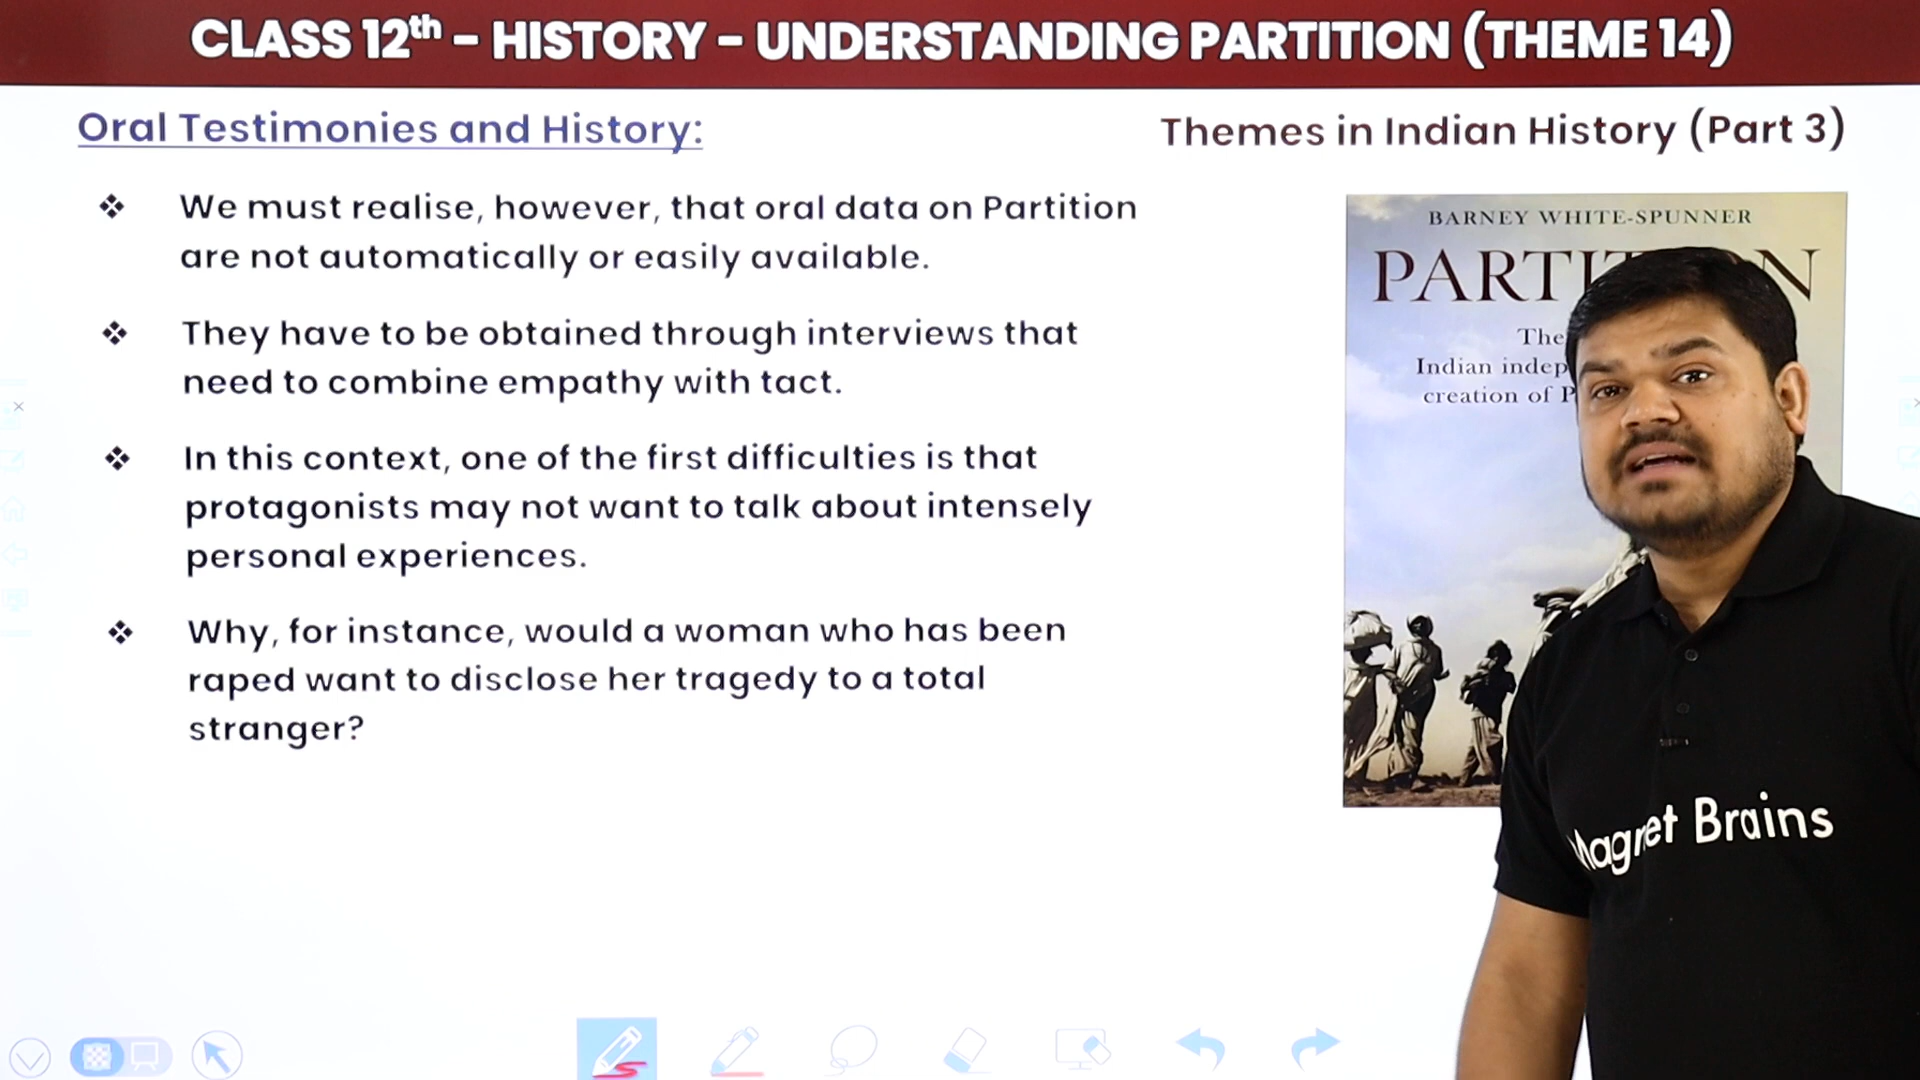 CLASS 12th - HISTORY - UNDERSTANDING PARTITION (THEME 14)
Oral Testimonies and History:
Themes in Indian History (Part 3)
We must realise, however, that oral data on Partition
are not automatically or easily available.
They have to be obtained through interviews that
need to combine empathy with tact.
In this context, one of the first difficulties is that
protagonists may not want to talk about intensely
personal experiences.
Why, for instance, would a woman who has been
raped want to disclose her tragedy to a total
stranger?
BARNEY WHITE-SPUNNER
The
Indian
creation of
Magnet Brains